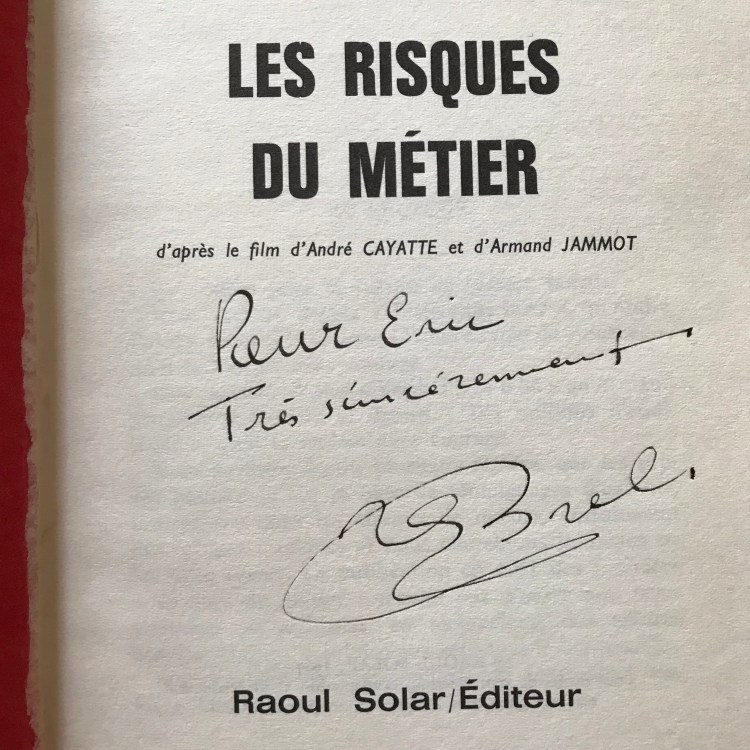 LES RISQUES
DU MÉTIER
d'après le film d'André CAYATTE et d'Armand JAMMOT
Pour Eric
Très sincérement
Brel.
Raoul Solar/Éditeur